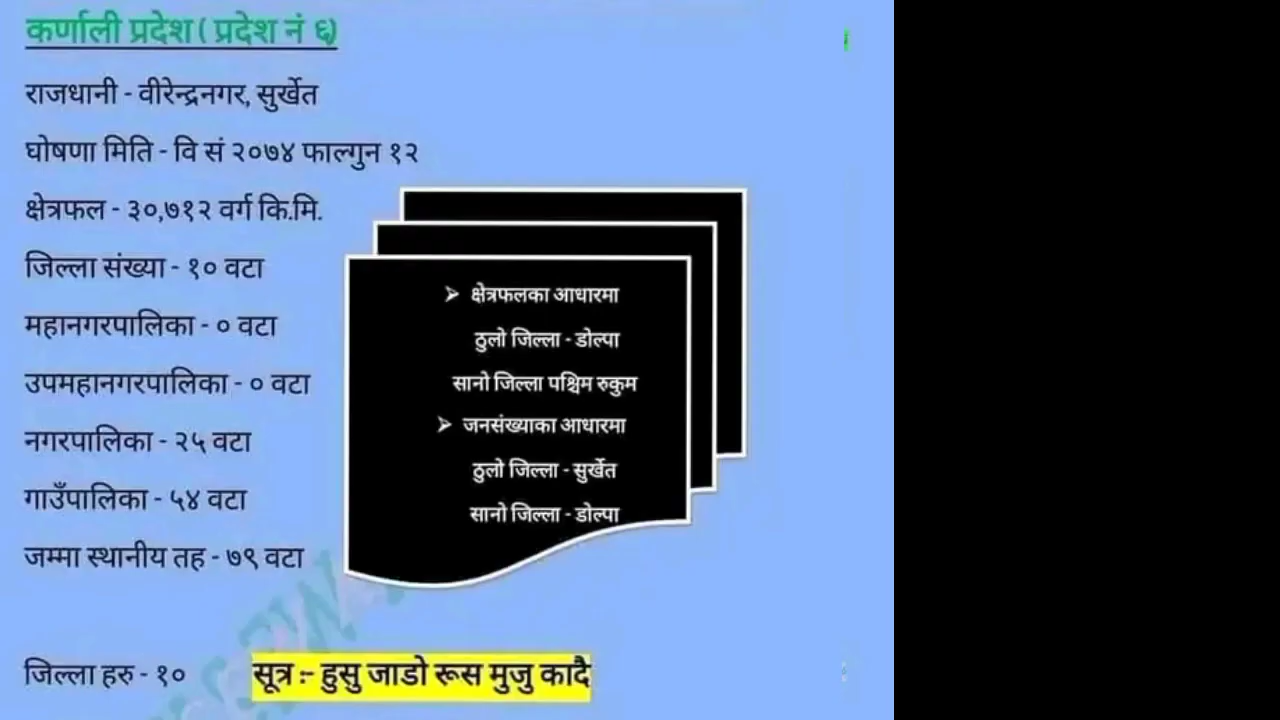 कर्णाली प्रदेश ( प्रदेश नं ६)
राजधानी - वीरेन्द्रनगर, सुर्खेत
घोषणा मिति - वि सं २०७४ फाल्गुन १२
क्षेत्रफल - ३०,७१२ वर्ग कि.मि.
जिल्ला संख्या - १० वटा
महानगरपालिका - ० वटा
उपमहानगरपालिका - ० वटा
नगरपालिका - २५ वटा
गाउँपालिका - ५४ वटा
जम्मा स्थानीय तह - ७९ वटा
➢ क्षेत्रफलका आधारमा
ठुलो जिल्ला - डोल्पा
सानो जिल्ला पश्चिम रुकुम
➢ जनसंख्याका आधारमा
ठुलो जिल्ला - सुर्खेत
सानो जिल्ला - डोल्पा
जिल्ला हरु - १० सूत्र :- हुसु जाडो रूस मुजु कादै